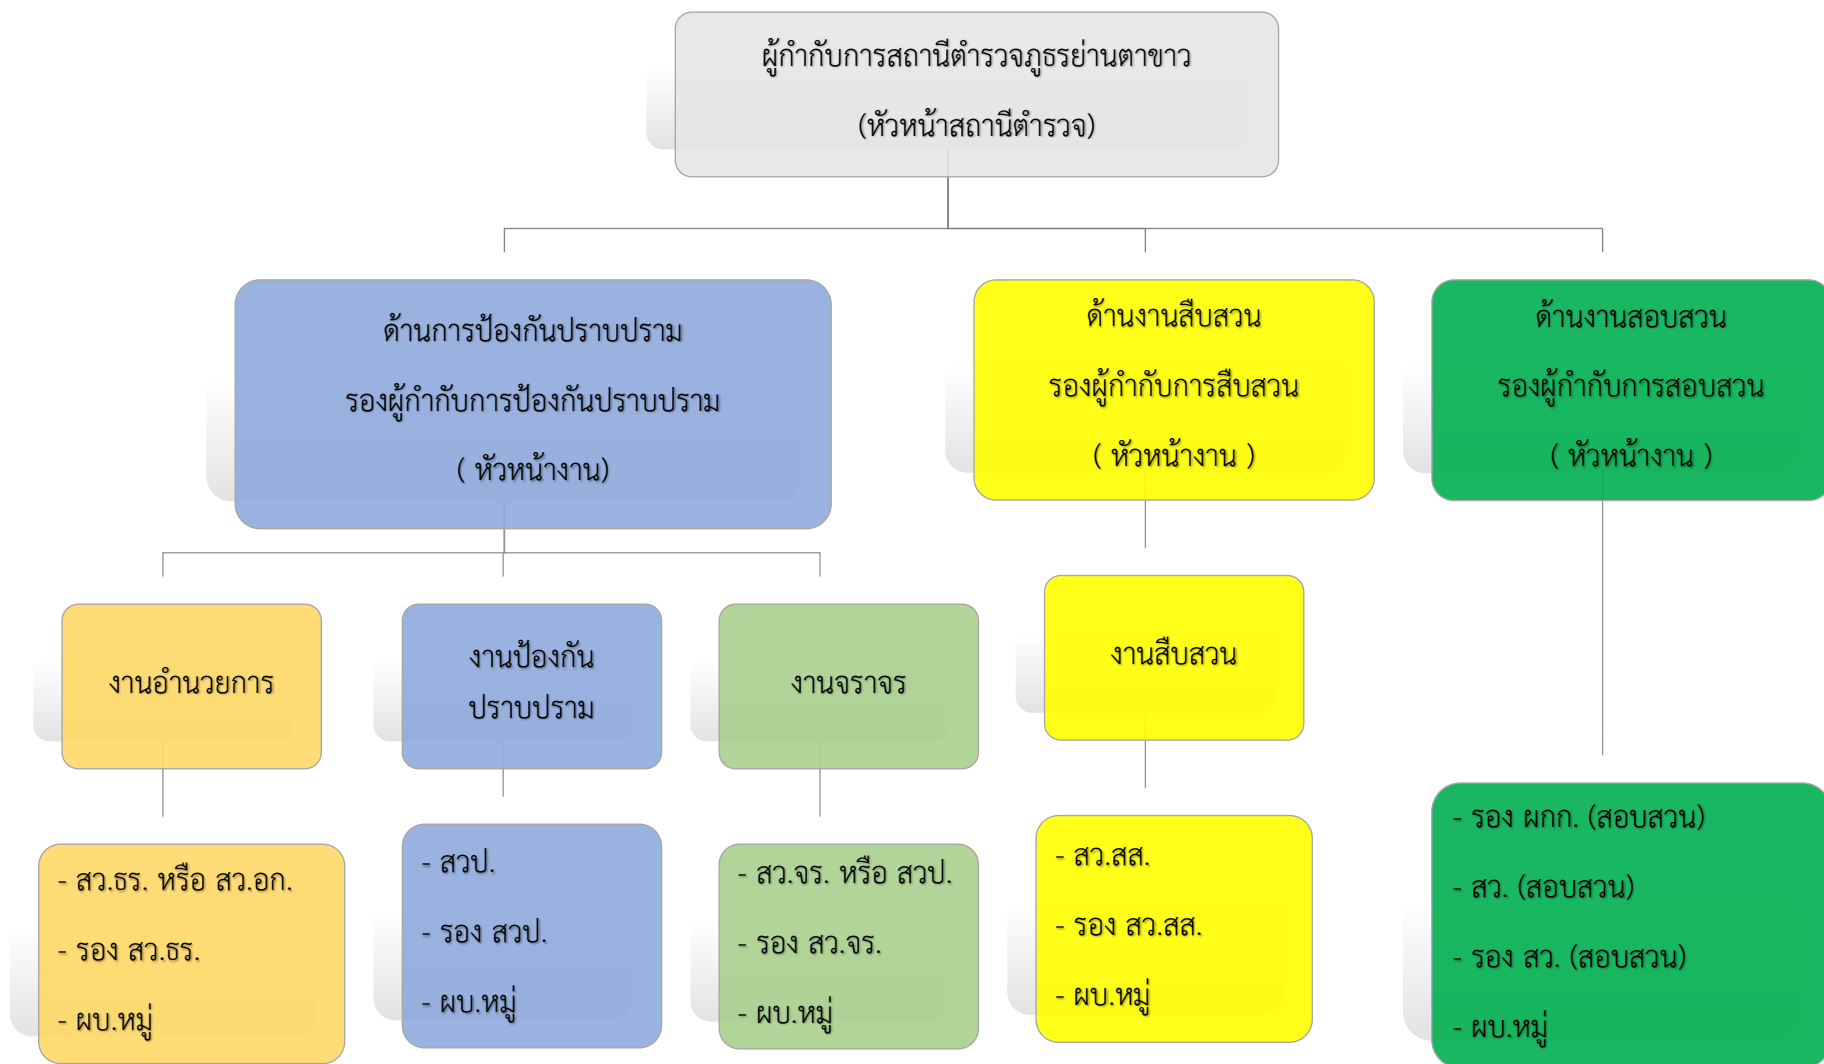 ผู้กำกับการสถานีตำรวจภูธรย่านตาขาว
(หัวหน้าสถานีตำรวจ)
ด้านการป้องกันปราบปราม
รองผู้กำกับการป้องกันปราบปราม
( หัวหน้างาน)
ด้านงานสืบสวน
รองผู้กำกับการสืบสวน
( หัวหน้างาน )
ด้านงานสอบสวน
รองผู้กำกับการสอบสวน
( หัวหน้างาน )
งานอำนวยการ
งานป้องกัน
ปราบปราม
งานจราจร
งานสืบสวน
- สว.ธร. หรือ สว.อก.
- รอง สว.ธร.
- ผบ.หมู่
- สวป.
- รอง สวป.
- ผบ.หมู่
- สว.จร. หรือ สวป.
- รอง สว.จร.
- ผบ.หมู่
- สว.สส.
- รอง สว.สส.
- ผบ.หมู่
- รอง ผกก. (สอบสวน)
- สว. (สอบสวน)
- รอง สว. (สอบสวน)
- ผบ.หมู่